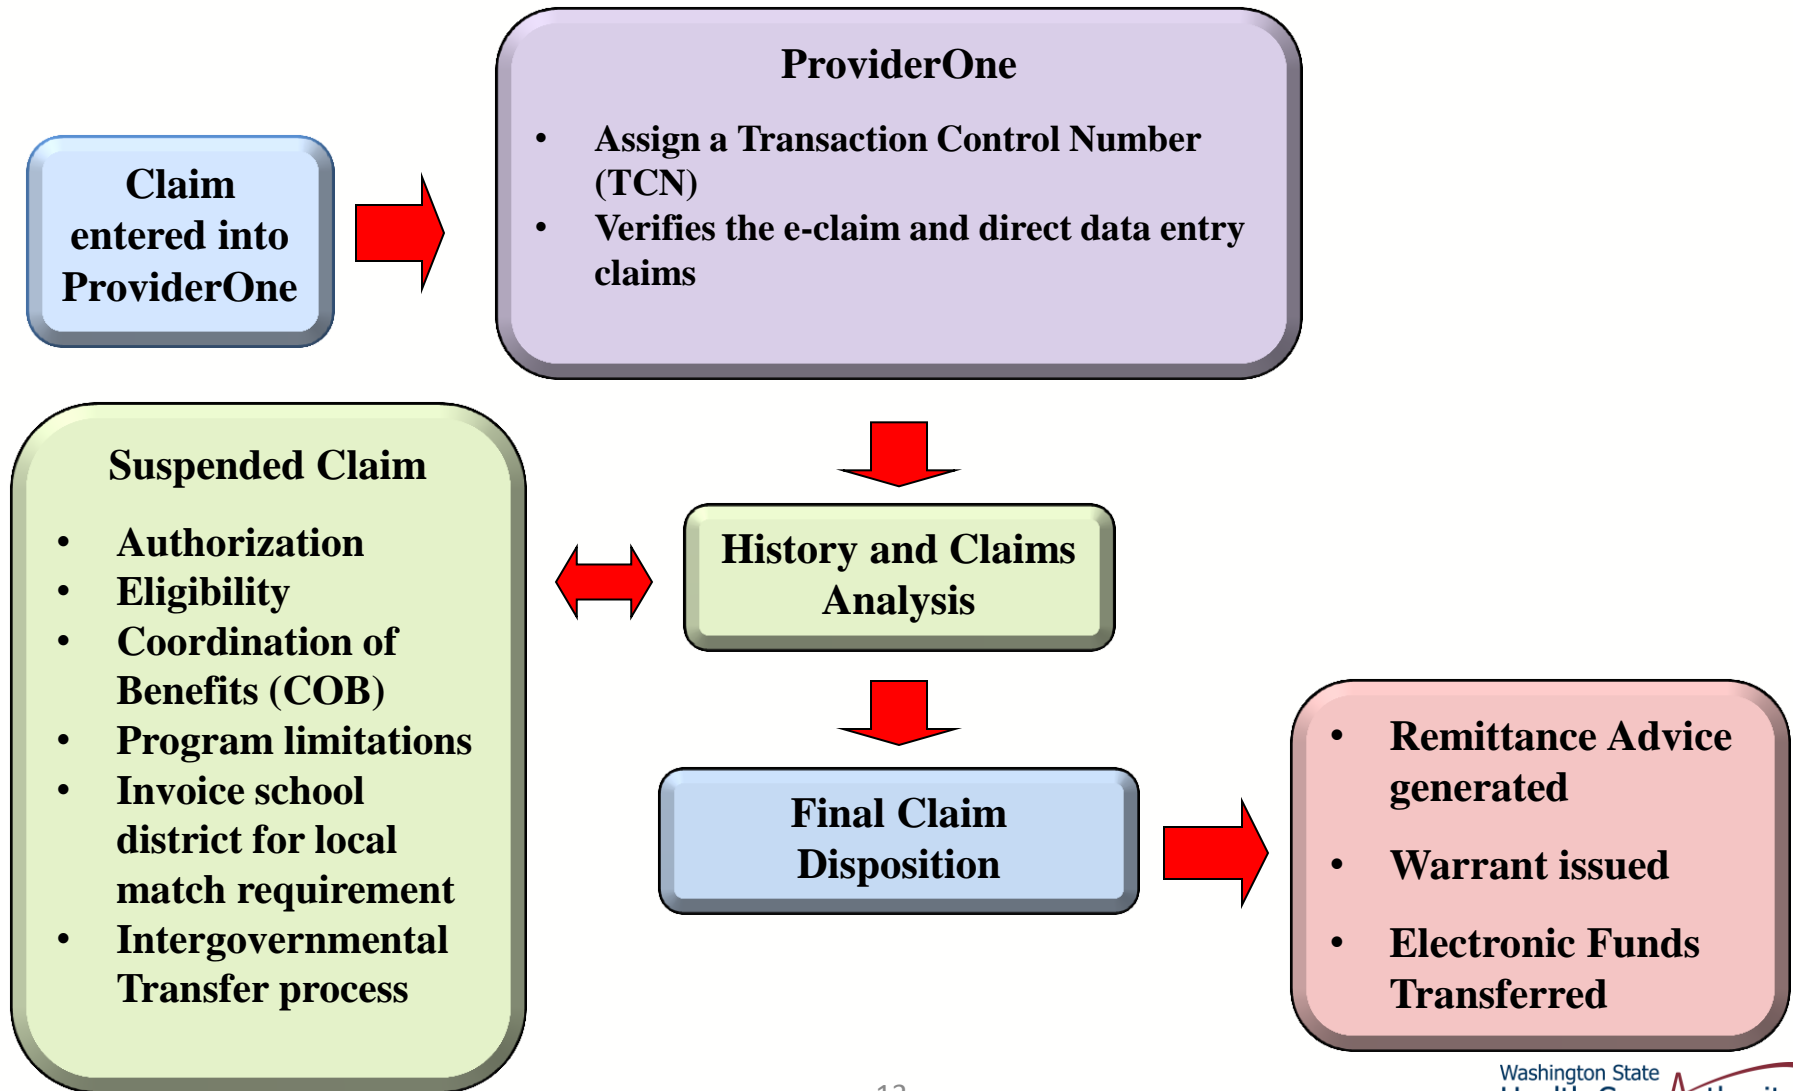 ProviderOne
• Assign a Transaction Control Number
(TCN)
• Verifies the e-claim and direct data entry
claims
Claim
entered into
ProviderOne
Suspended Claim
• Authorization
• Eligibility
• Coordination of
Benefits (COB)
• Program limitations
• Invoice school
district for local
match requirement
• Intergovernmental
Transfer process
History and Claims
Analysis
Final Claim
Disposition
• Remittance Advice
generated
• Warrant issued
• Electronic Funds
Transferred
Washington State